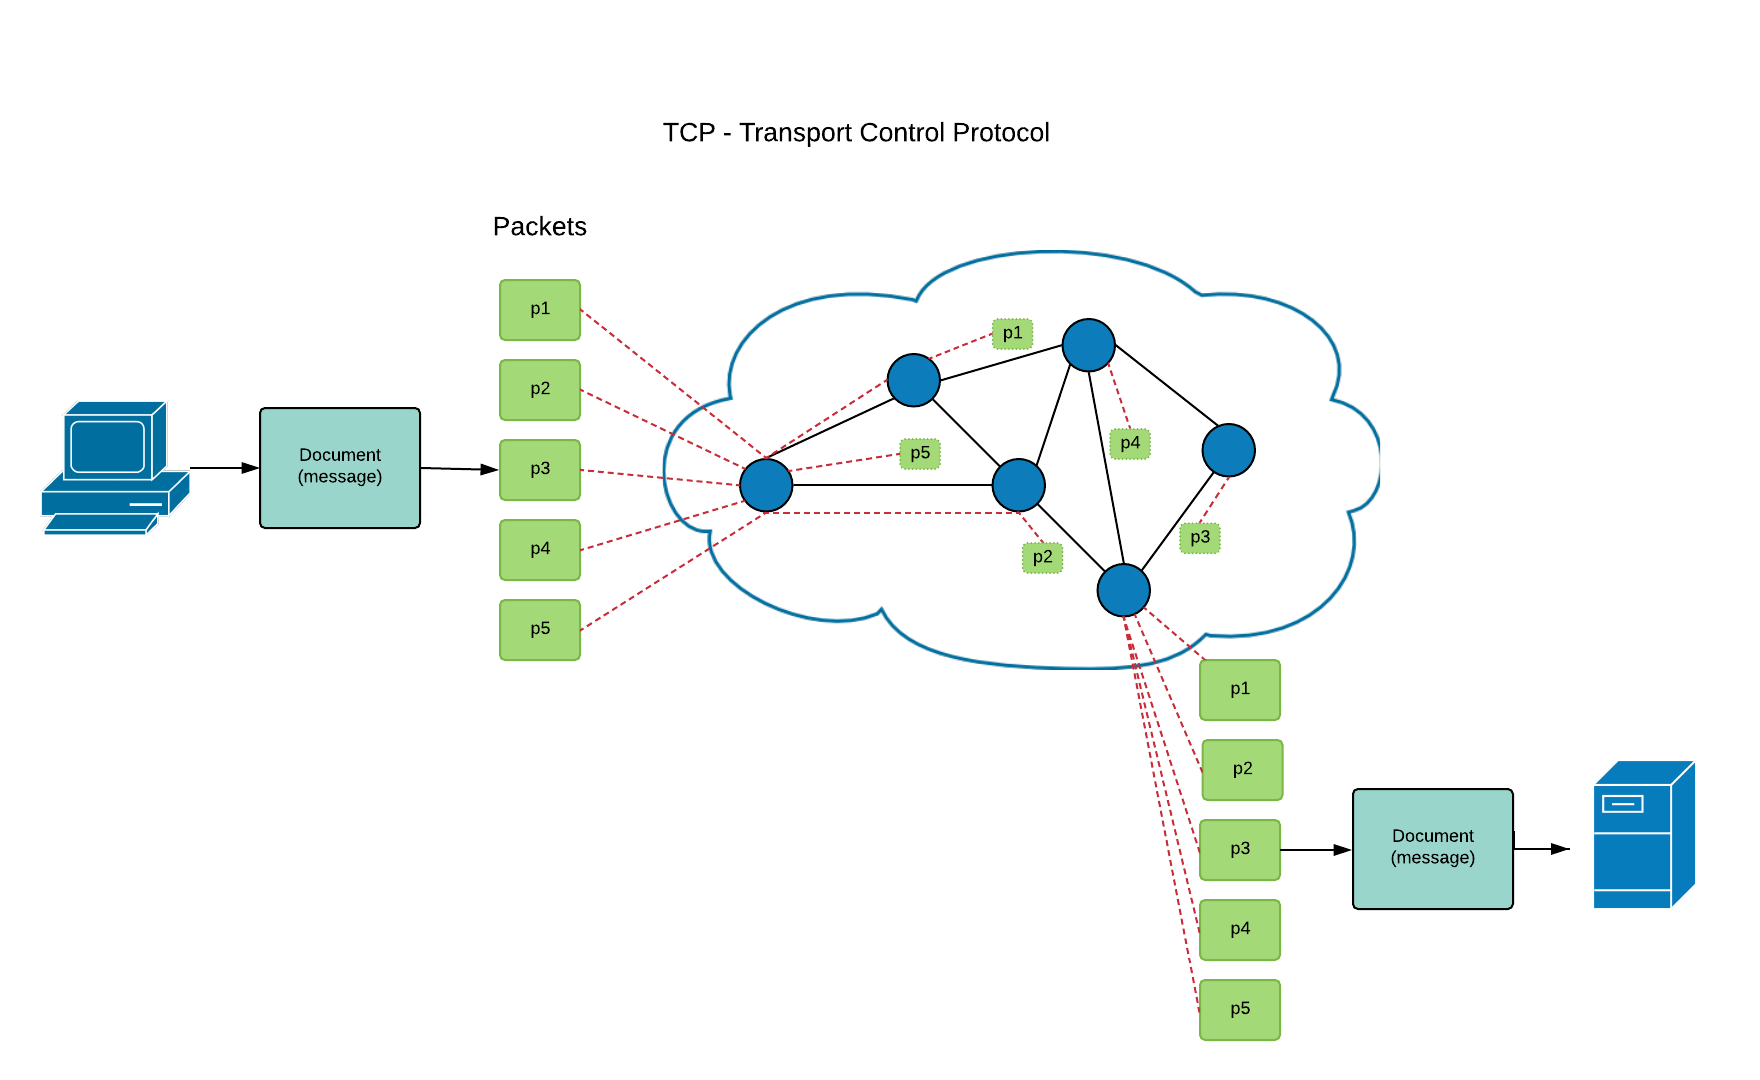 TCP - Transport Control Protocol
Packets
p1
p2
p3
p4
p5
Document
(message)
p1
p5
p4
p3
p2
p1
p2
p3
p4
p5
Document
(message)